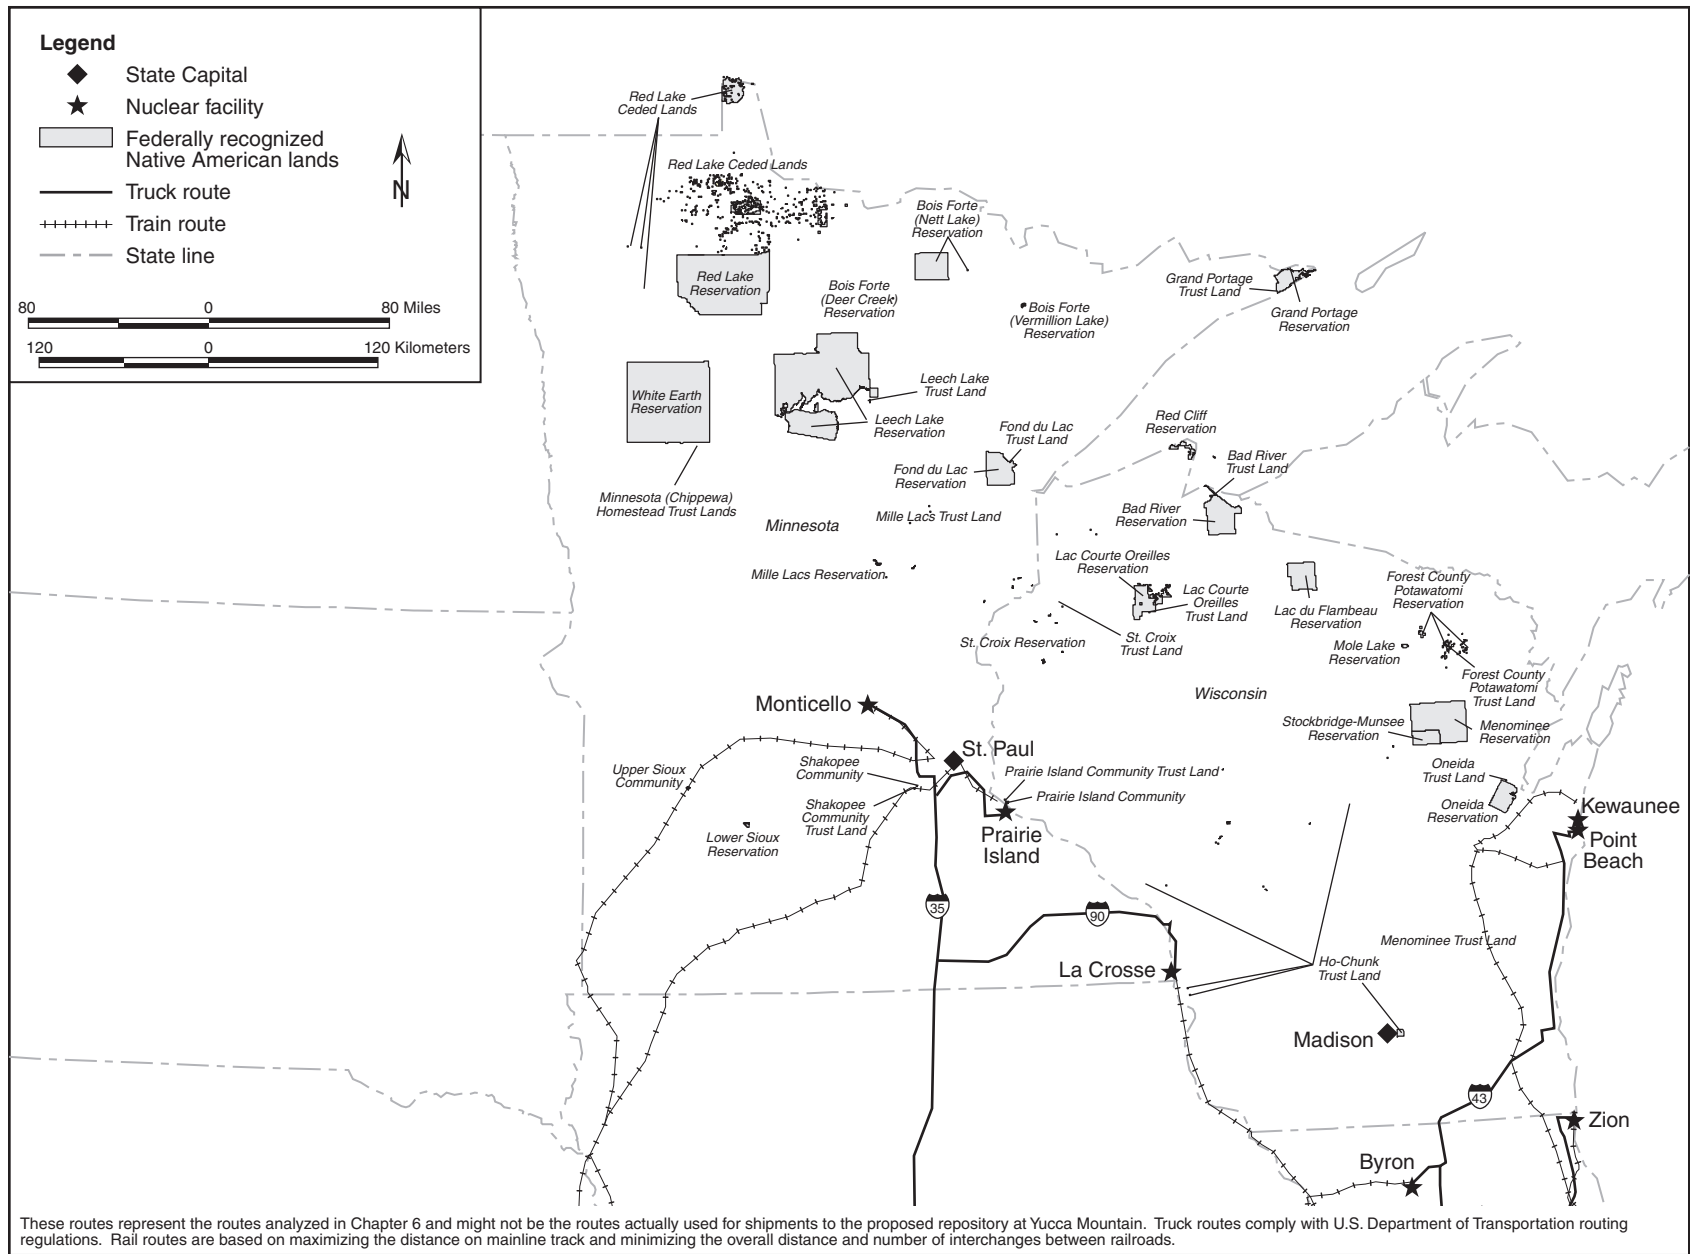 Legend
State Capital
Nuclear facility
Federally recognized
Native American lands
Truck route
Train route
State line
N
80 0 80 Miles
120 0 120 Kilometers
Red Lake
Ceded Lands
Red Lake Ceded Lands
Bois Forte
(Nett Lake)
Reservation
Red Lake
Reservation
Bois Forte
(Deer Creek)
Reservation
Bois Forte
(Vermillion Lake)
Reservation
Grand Portage
Trust Land
Grand Portage
Reservation
White Earth
Reservation
Leech Lake
Trust Land
Leech Lake
Reservation
Red Cliff
Reservation
Fond du Lac
Trust Land
Fond du Lac
Reservation
Bad River
Trust Land
Bad River
Reservation
Minnesota (Chippewa)
Homestead Trust Lands
Minnesota
Mille Lacs Trust Land
Mille Lacs Reservation
Lac Courte Oreilles
Reservation
Lac Courte
Oreilles
Trust Land
Lac du Flambeau
Reservation
Forest County
Potawatomi
Reservation
St. Croix Reservation
St. Croix
Trust Land
Mole Lake
Reservation
Forest County
Potawatomi
Trust Land
Wisconsin
Stockbridge-Munsee
Reservation
Menominee
Reservation
Monticello
St. Paul
Upper Sioux
Community
Shakopee
Community
Prairie Island Community Trust Land
Prairie Island Community
Oneida
Trust Land
Oneida
Reservation
Shakopee
Community
Trust Land
Lower Sioux
Reservation
Prairie
Island
Kewaunee
Point
Beach
35
90
Menominee Trust Land
La Crosse
Ho-Chunk
Trust Land
Madison
43
Zion
Byron
These routes represent the routes analyzed in Chapter 6 and might not be the routes actually used for shipments to the proposed repository at Yucca Mountain. Truck routes comply with U.S. Department of Transportation routing
regulations. Rail routes are based on maximizing the distance on mainline track and minimizing the overall distance and number of interchanges between railroads.